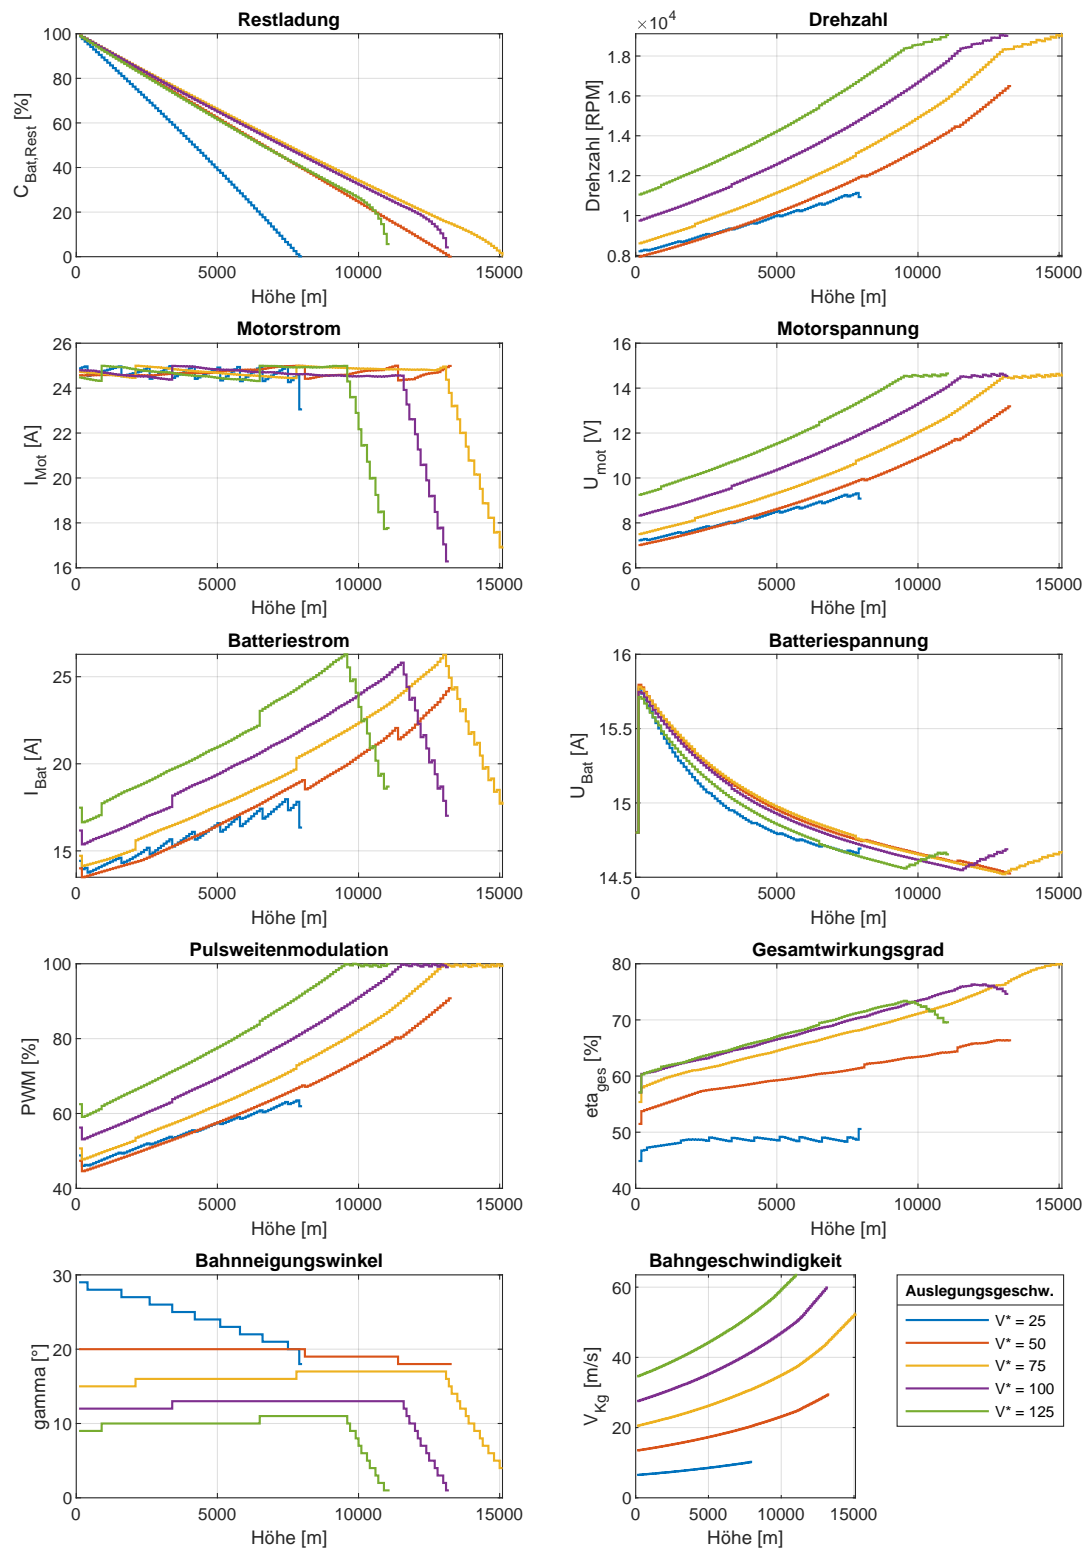 Restladung
C_Bat,Rest [%]
100
80
60
40
20
0
0 5000 10000 15000
Höhe [m]
Drehzahl
×10^4
Drehzahl [RPM]
1.8
1.6
1.4
1.2
1
0.8
0 5000 10000 15000
Höhe [m]
Motorstrom
I_Mot [A]
26
24
22
20
18
16
0 5000 10000 15000
Höhe [m]
Motorspannung
U_mot [V]
16
14
12
10
8
6
0 5000 10000 15000
Höhe [m]
Batteriestrom
I_Bat [A]
25
20
15
0 5000 10000 15000
Höhe [m]
Batteriespannung
U_Bat [A]
16
15.5
15
14.5
0 5000 10000 15000
Höhe [m]
Pulsweitenmodulation
PWM [%]
100
80
60
40
0 5000 10000 15000
Höhe [m]
Gesamtwirkungsgrad
eta_ges [%]
80
70
60
50
40
0 5000 10000 15000
Höhe [m]
Bahnneigungswinkel
gamma [°]
30
20
10
0
0 5000 10000 15000
Höhe [m]
Bahngeschwindigkeit
V_Kg [m/s]
60
40
20
0
0 5000 10000 15000
Höhe [m]
Auslegungsgeschw.
V* = 25
V* = 50
V* = 75
V* = 100
V* = 125